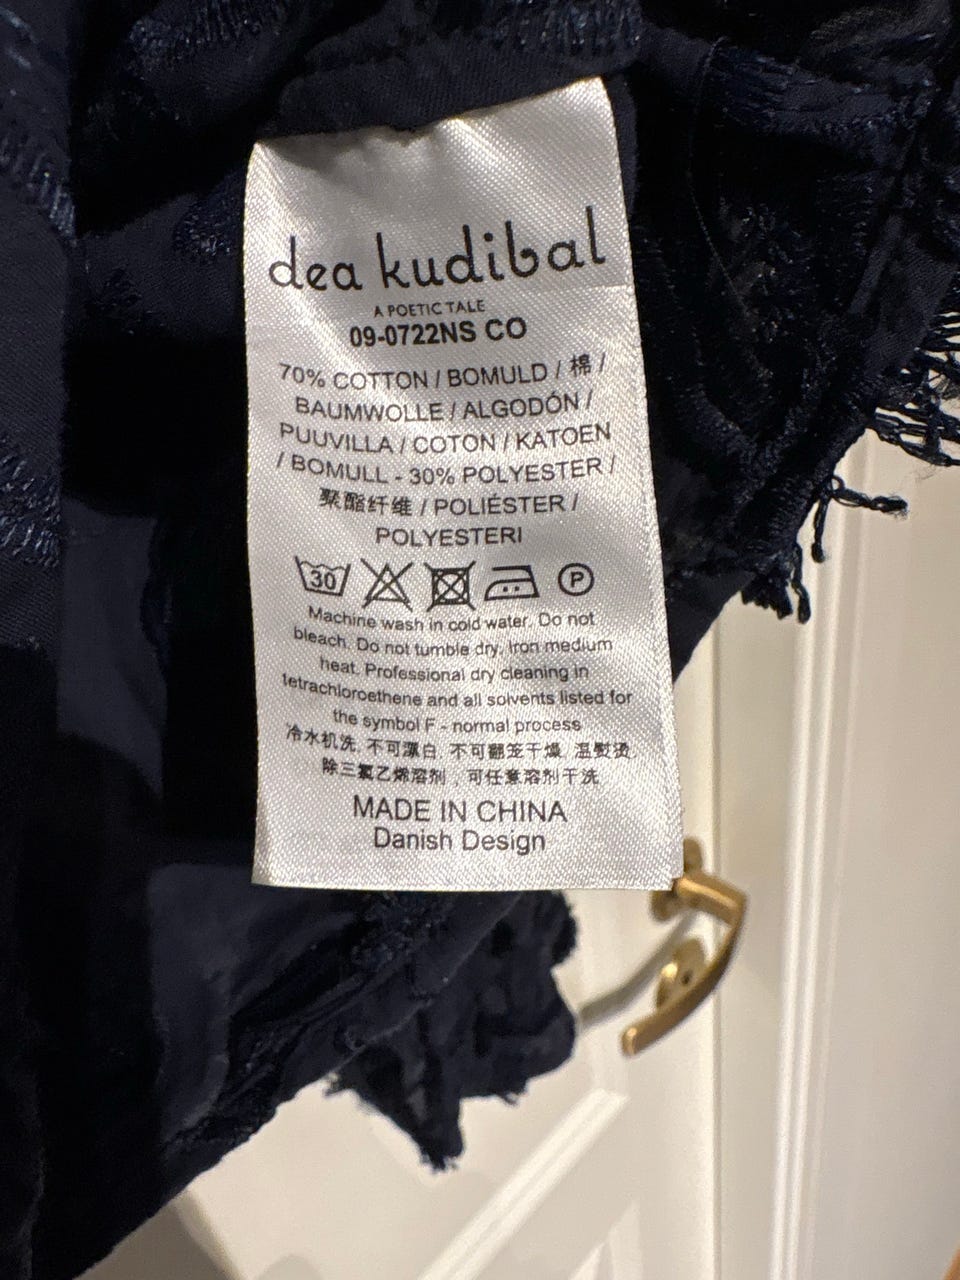 dea kudibal
A POETIC TALE
09-0722NS CO
70% COTTON / BOMULD / 棉 /
BAUMWOLLE / ALGODÓN /
PUUVILLA / COTON / KATOEN
/ BOMULL - 30% POLYESTER /
聚酯纤维 / POLIÉSTER /
POLYESTERI
30 P
Machine wash in cold water. Do not
bleach. Do not tumble dry. Iron medium
heat. Professional dry cleaning in
tetrachloroethene and all solvents listed for
the symbol F - normal process
冷水机洗, 不可漂白, 不可翻笼干燥, 温熨烫
除三氯乙烯溶剂，可任意溶剂干洗
MADE IN CHINA
Danish Design